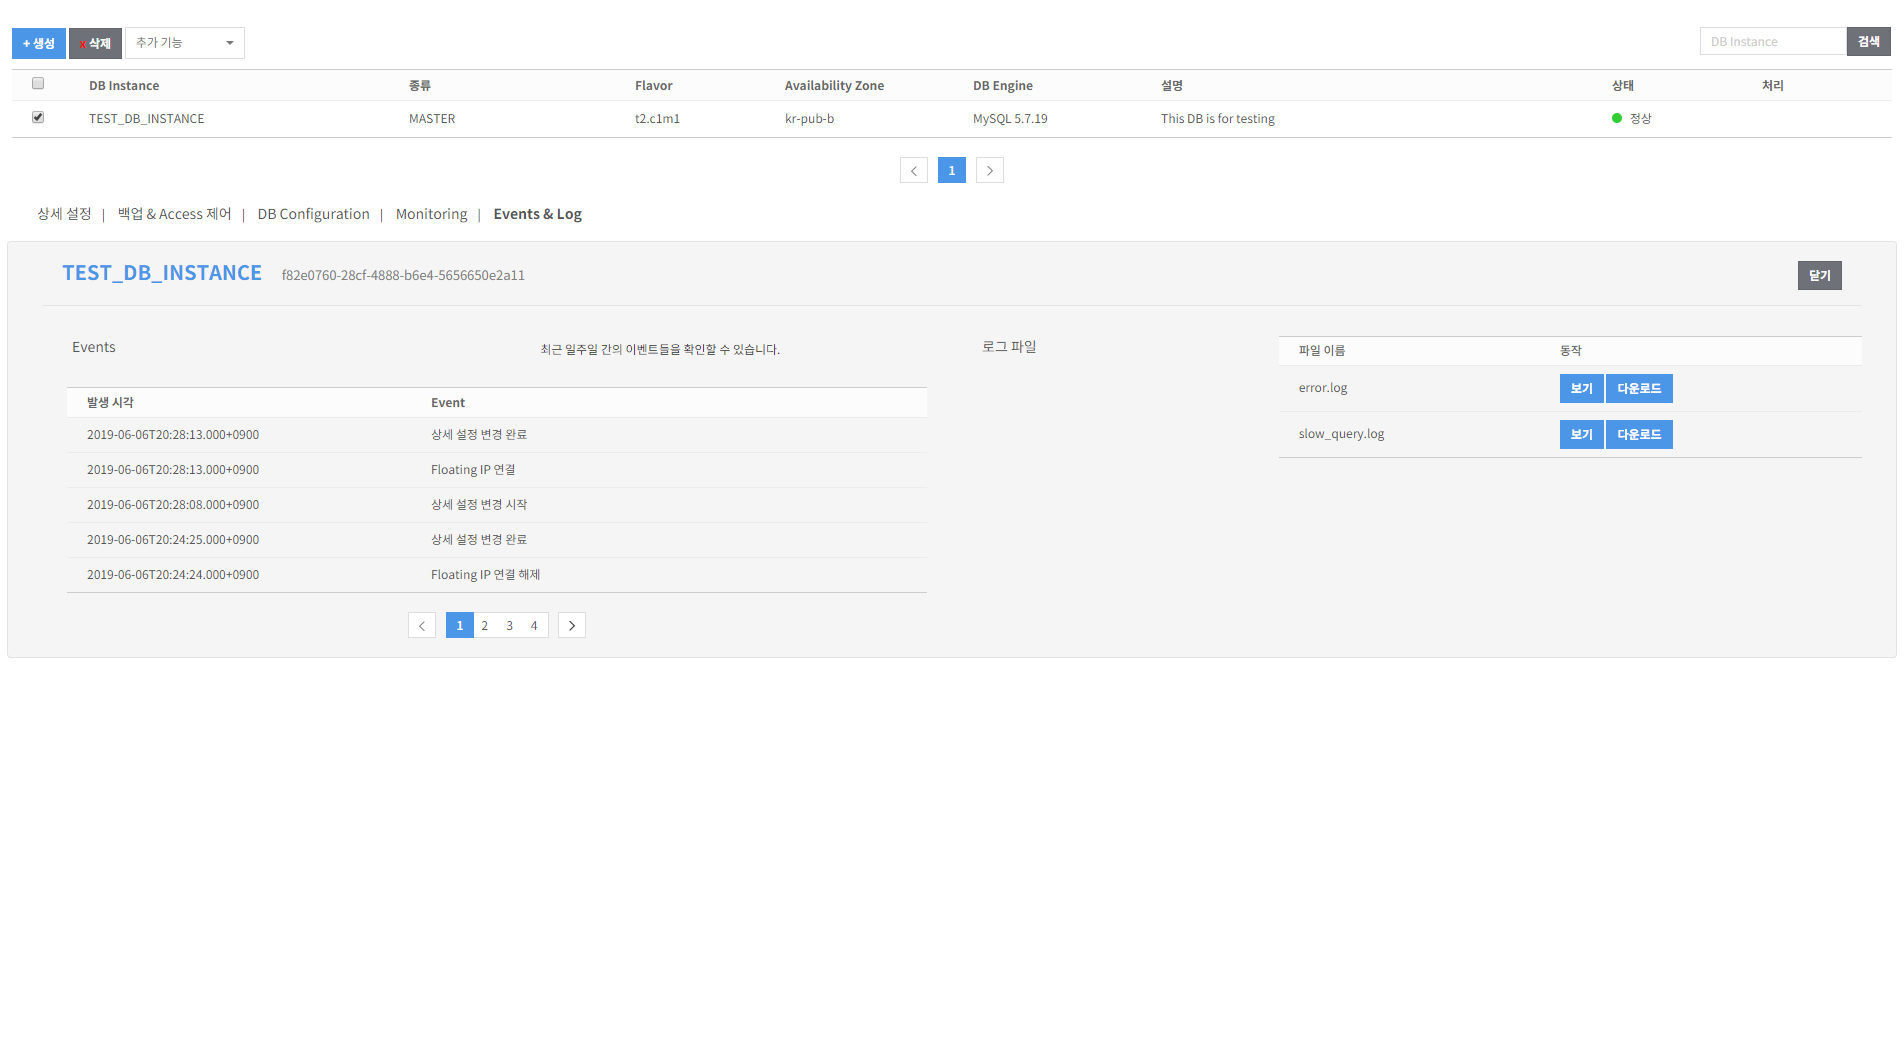 + 생성 x 삭제 추가 기능 DB Instance 검색
DB Instance 종류 Flavor Availability Zone DB Engine 설명 상태 처리
TEST_DB_INSTANCE MASTER t2.c1m1 kr-pub-b MySQL 5.7.19 This DB is for testing 정상
< 1 >
상세 설정 | 백업 & Access 제어 | DB Configuration | Monitoring | Events & Log
TEST_DB_INSTANCE f82e0760-28cf-4888-b6e4-5656650e2a11 닫기
Events 최근 일주일 간의 이벤트들을 확인할 수 있습니다.
발생 시각 Event
2019-06-06T20:28:13.000+0900 상세 설정 변경 완료
2019-06-06T20:28:13.000+0900 Floating IP 연결
2019-06-06T20:28:08.000+0900 상세 설정 변경 시작
2019-06-06T20:24:25.000+0900 상세 설정 변경 완료
2019-06-06T20:24:24.000+0900 Floating IP 연결 해제
< 1 2 3 4 >
로그 파일
파일 이름 동작
error.log 보기 다운로드
slow_query.log 보기 다운로드